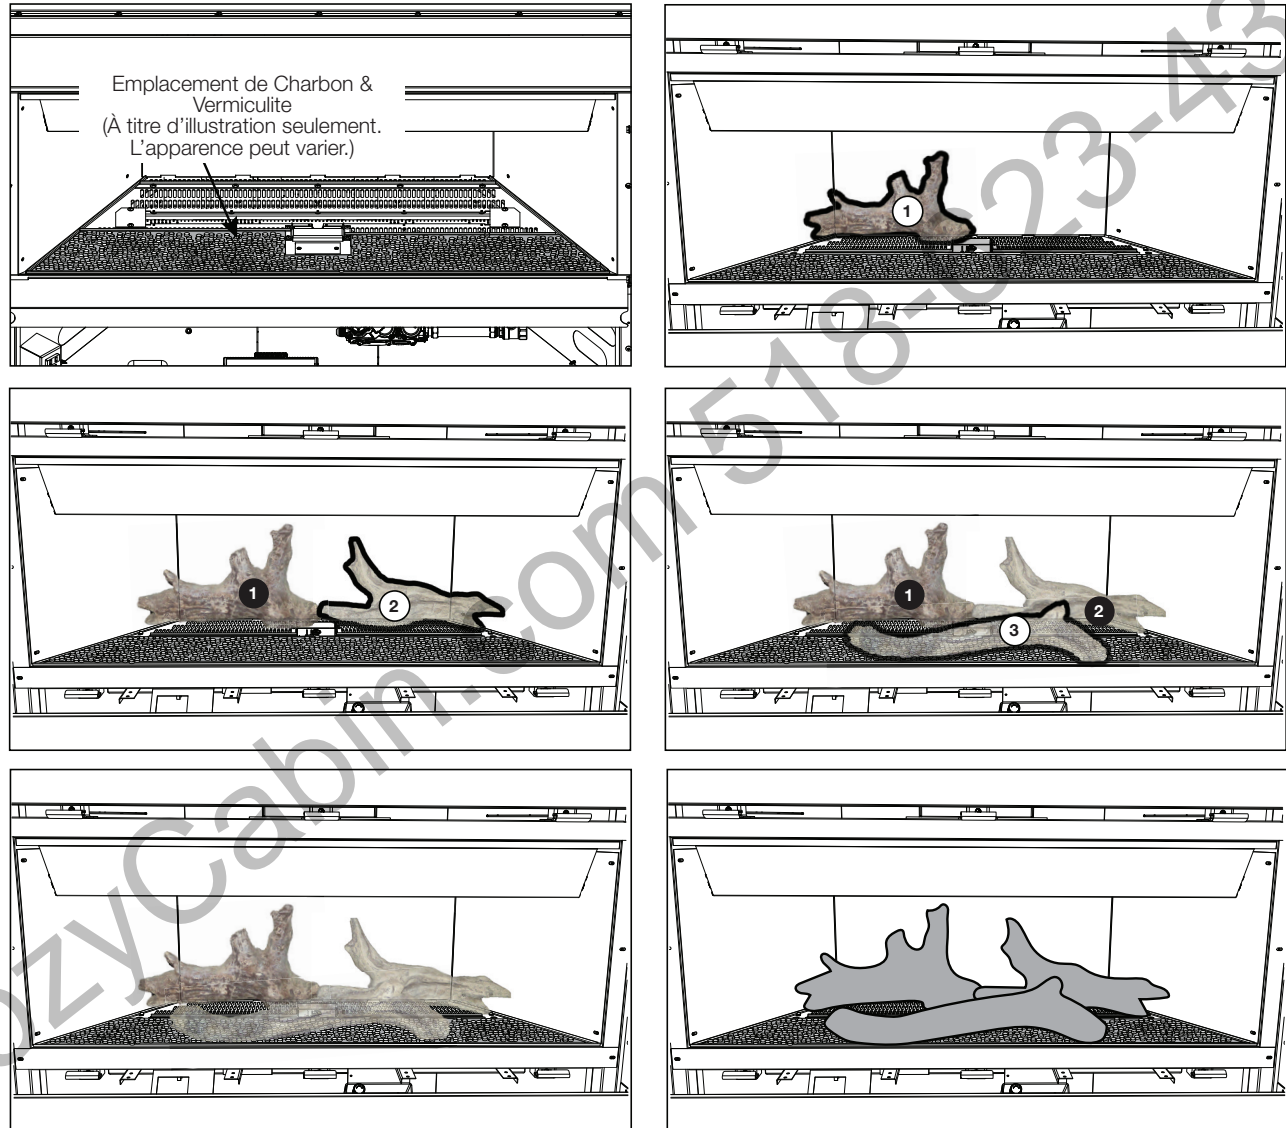 Emplacement de Charbon &
Vermiculite
(À titre d'illustration seulement.
L'apparence peut varier.)
1
1
2
1
2
3
ozyCabin.com 518-623-43